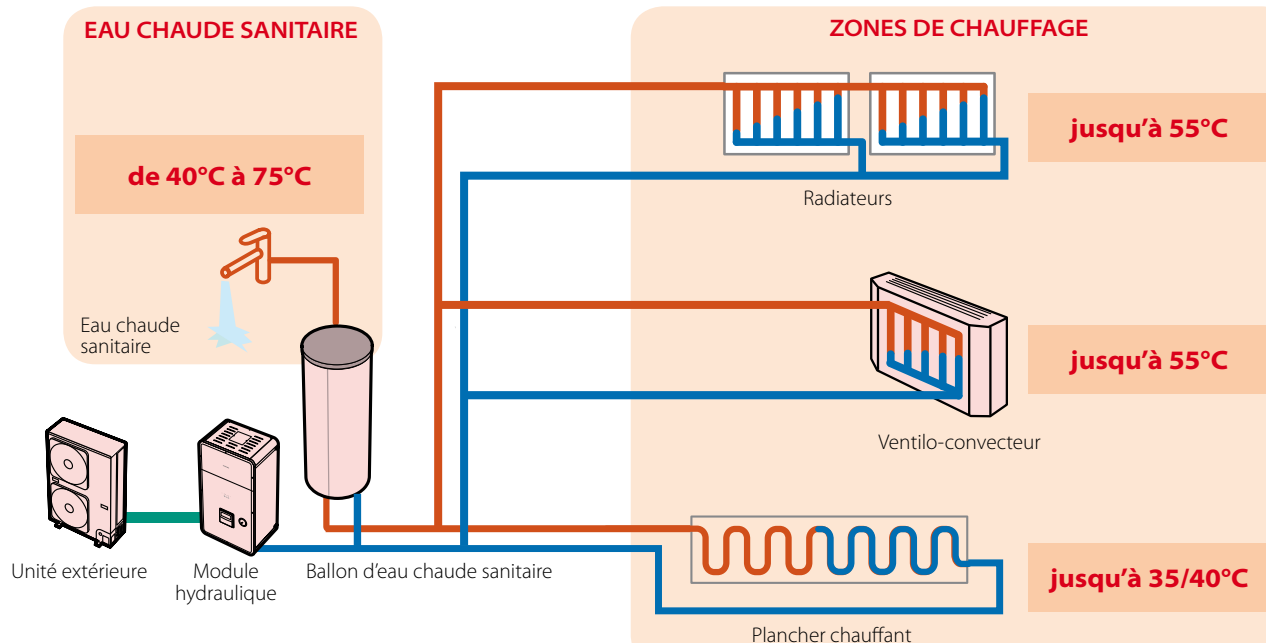 EAU CHAUDE SANITAIRE
de 40°C à 75°C
Eau chaude
sanitaire
Unité extérieure
Module
hydraulique
Ballon d'eau chaude sanitaire
ZONES DE CHAUFFAGE
jusqu'à 55°C
Radiateurs
jusqu'à 55°C
Ventilo-convecteur
jusqu'à 35/40°C
Plancher chauffant